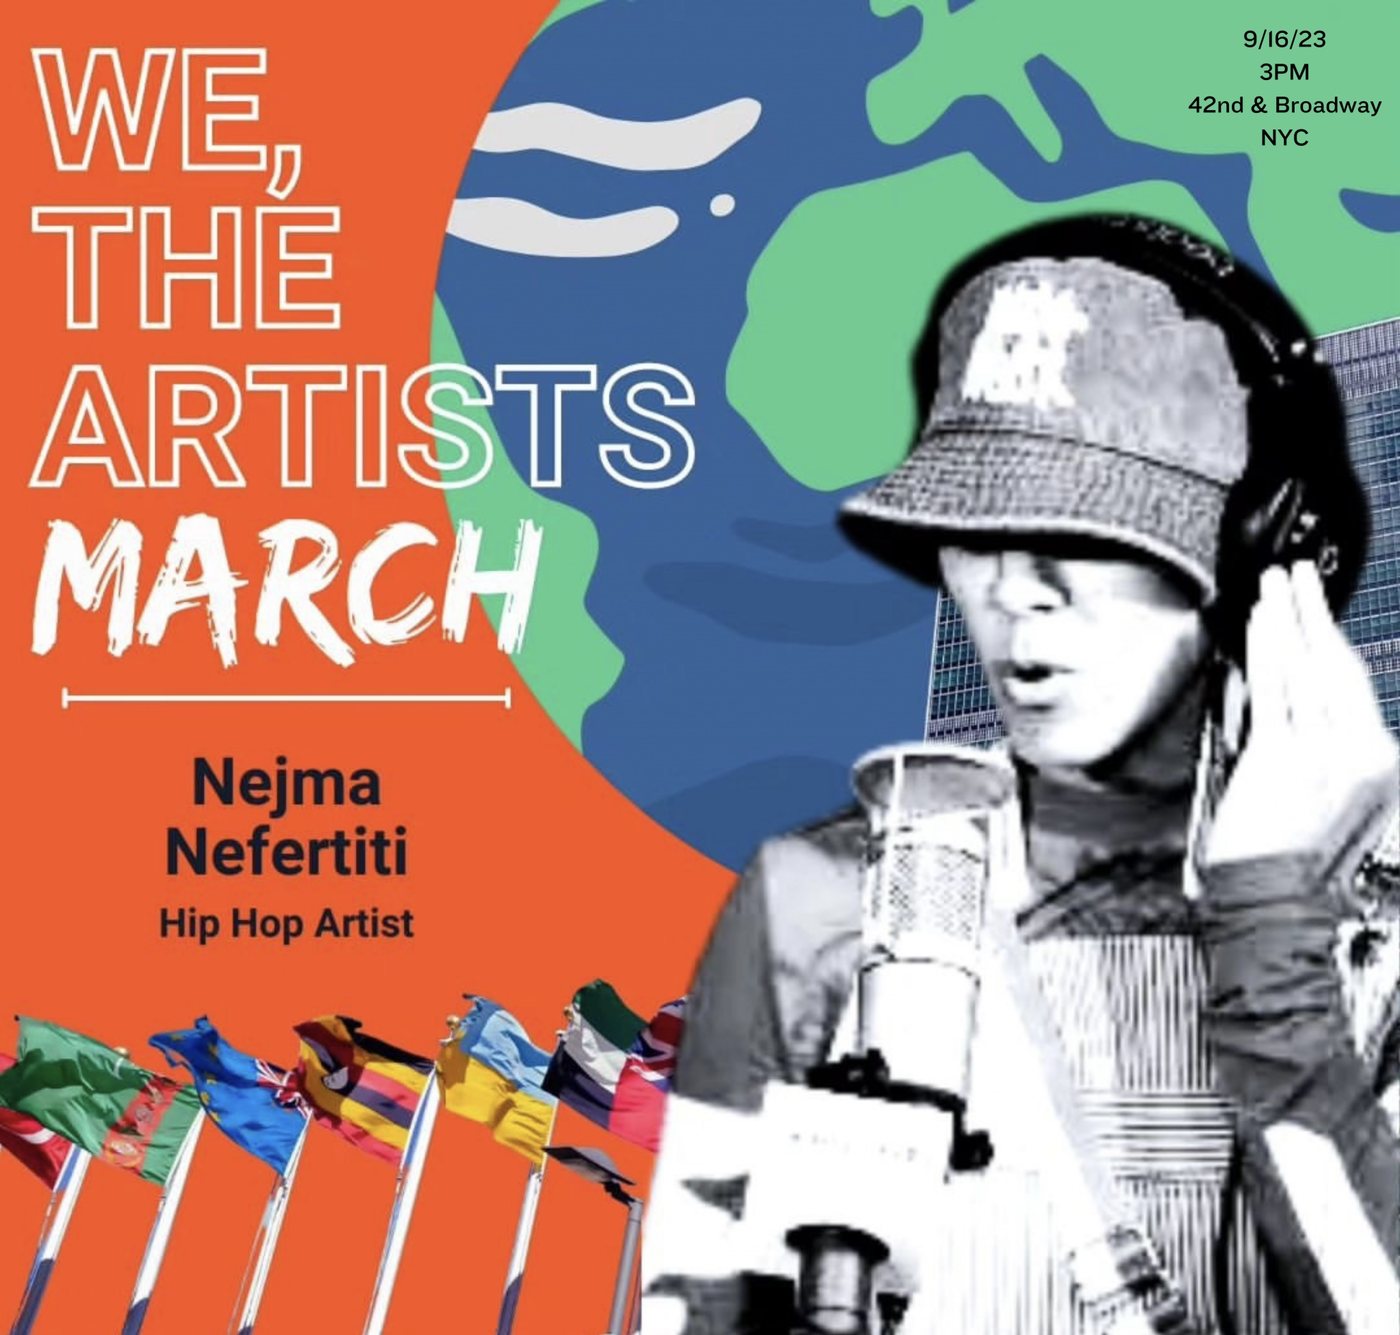 WE,
THE
ARTISTS
MARCH
Nejma
Nefertiti
Hip Hop Artist
9/16/23
3PM
42nd & Broadway
NYC